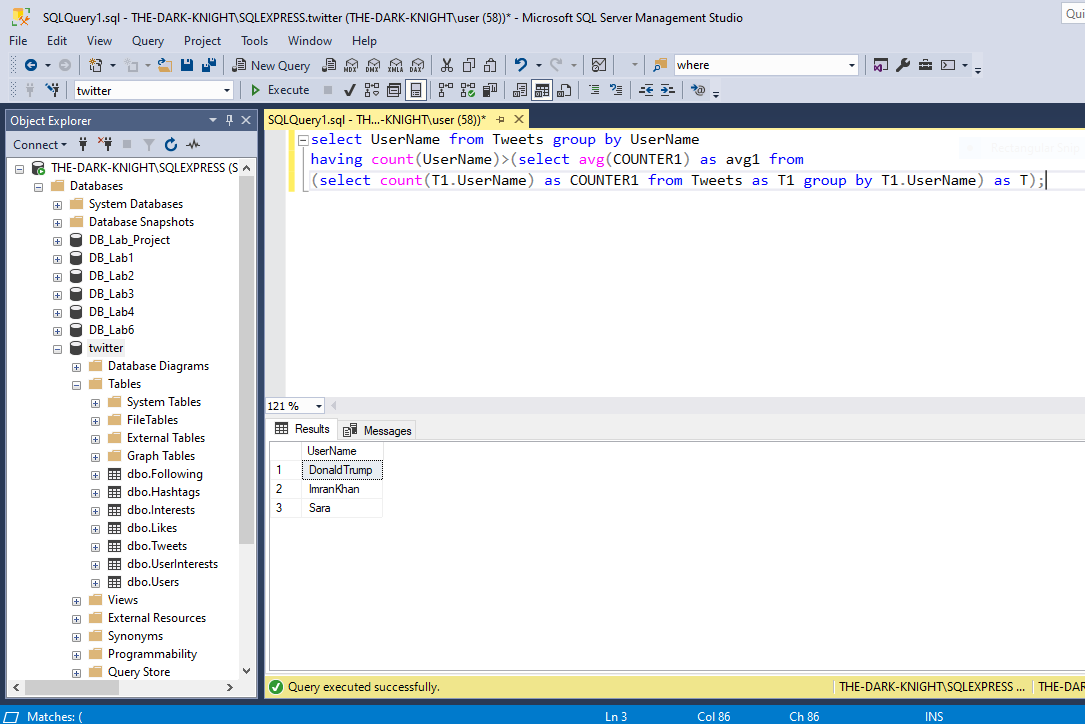 SQLQuery1.sql - THE-DARK-KNIGHT\SQLEXPRESS.twitter (THE-DARK-KNIGHT\user (58))* - Microsoft SQL Server Management Studio
Qui
File Edit View Query Project Tools Window Help
New Query MDX DMX XMLA DAX where
twitter Execute
Object Explorer
SQLQuery1.sql - TH...-KNIGHT\user (58))*
Connect
THE-DARK-KNIGHT\SQLEXPRESS (S
Databases
System Databases
Database Snapshots
DB_Lab_Project
DB_Lab1
DB_Lab2
DB_Lab3
DB_Lab4
DB_Lab6
twitter
Database Diagrams
Tables
System Tables
FileTables
External Tables
Graph Tables
dbo.Following
dbo.Hashtags
dbo.Interests
dbo.Likes
dbo.Tweets
dbo.UserInterests
dbo.Users
Views
External Resources
Synonyms
Programmability
Query Store
select UserName from Tweets group by UserName
having count(UserName)>(select avg(COUNTER1) as avg1 from
(select count(T1.UserName) as COUNTER1 from Tweets as T1 group by T1.UserName) as T);
121 %
Results Messages
UserName
1 DonaldTrump
2 ImranKhan
3 Sara
Query executed successfully. THE-DARK-KNIGHT\SQLEXPRESS ... THE-DAR
Matches: ( Ln 3 Col 86 Ch 86 INS